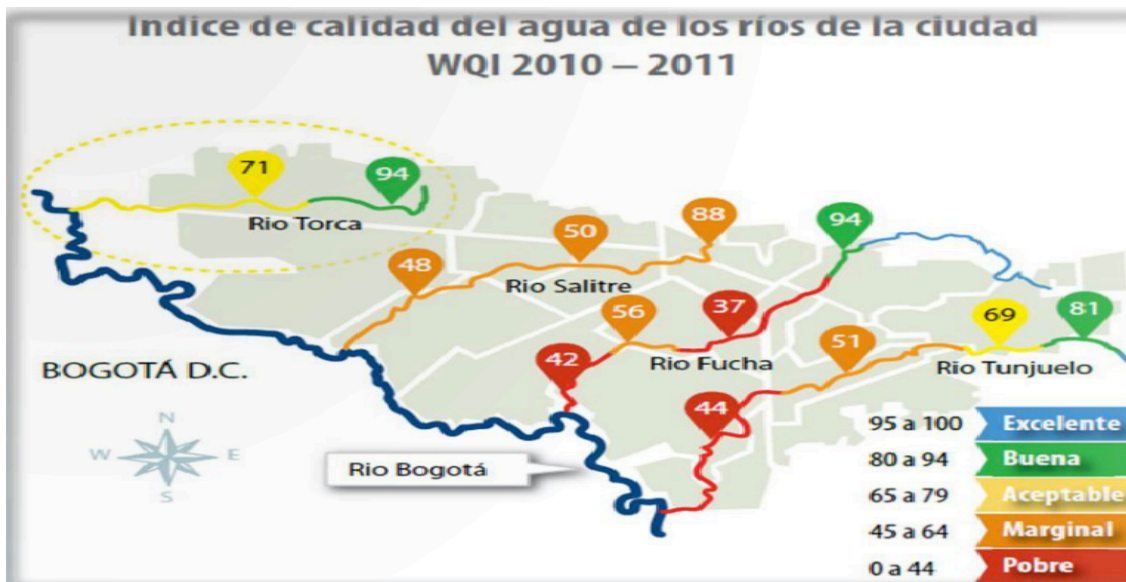 Indice de calidad del agua de los ríos de la ciudad
WQI 2010 – 2011
71
94
Rio Torca
88
94
50
48
Rio Salitre
56
37
69
81
51
42
Rio Fucha
Rio Tunjuelo
BOGOTÁ D.C.
44
N
W E
S
Rio Bogotá
95 a 100 Excelente
80 a 94 Buena
65 a 79 Aceptable
45 a 64 Marginal
0 a 44 Pobre